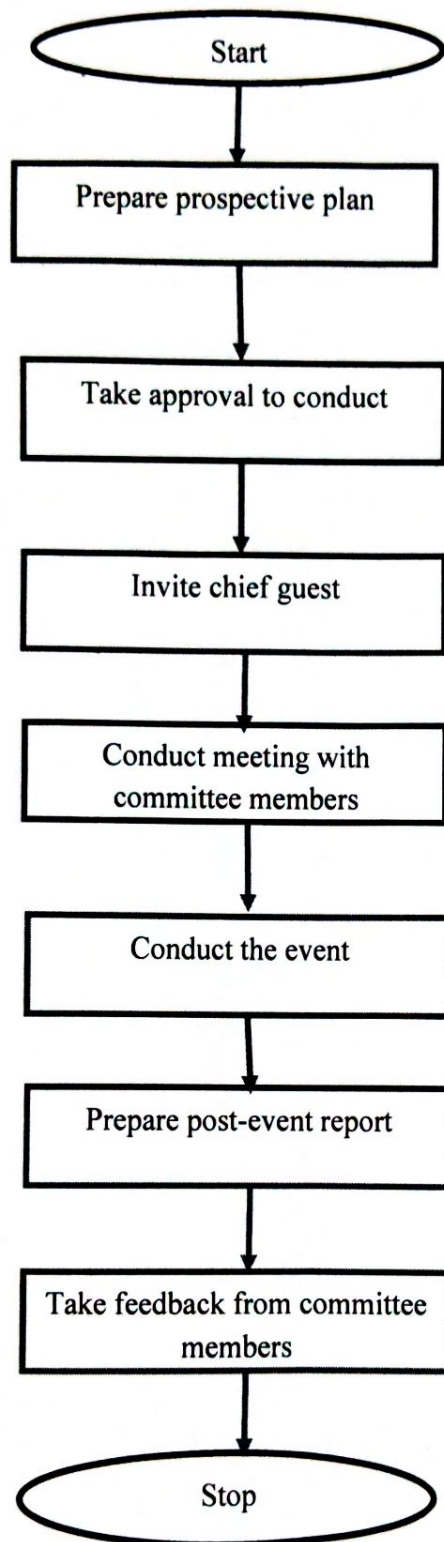 Start
Prepare prospective plan
Take approval to conduct
Invite chief guest
Conduct meeting with
committee members
Conduct the event
Prepare post-event report
Take feedback from committee
members
Stop